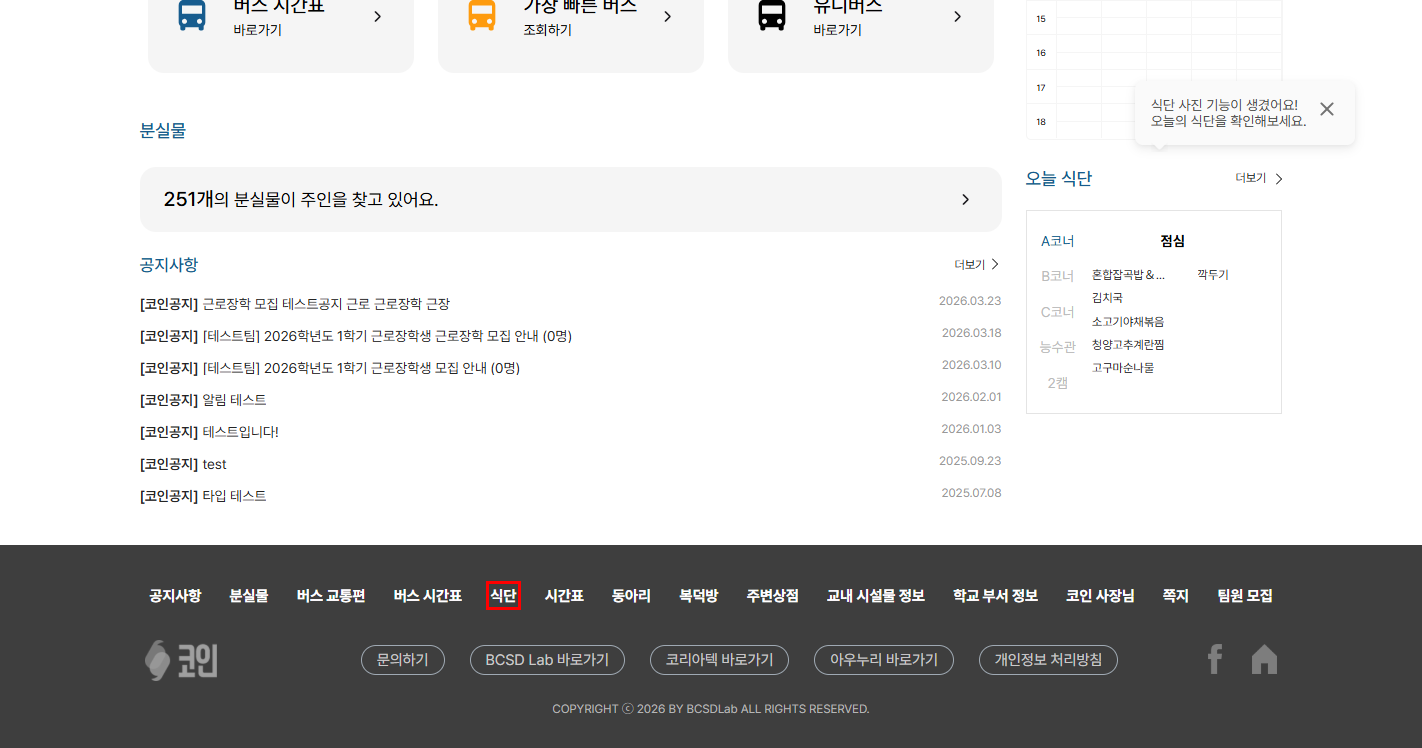 버스 시간표
바로가기
가장 빠른 버스
조회하기
유니버스
바로가기
15
16
17
18
식단 사진 기능이 생겼어요!
오늘의 식단을 확인해보세요.
분실물
251개의 분실물이 주인을 찾고 있어요.
오늘 식단
더보기
A코너
B코너
C코너
능수관
2캠
점심
혼합잡곡밥&...
깍두기
김치국
소고기야채볶음
청양고추계란찜
고구마순나물
공지사항
더보기
[코인공지] 근로장학 모집 테스트공지 근로 근로장학 근장
2026.03.23
[코인공지] [테스트팀] 2026학년도 1학기 근로장학생 근로장학 모집 안내 (0명)
2026.03.18
[코인공지] [테스트팀] 2026학년도 1학기 근로장학생 모집 안내 (0명)
2026.03.10
[코인공지] 알림 테스트
2026.02.01
[코인공지] 테스트입니다!
2026.01.03
[코인공지] test
2025.09.23
[코인공지] 타입 테스트
2025.07.08
공지사항 분실물 버스 교통편 버스 시간표 식단 시간표 동아리 복덕방 주변상점 교내 시설물 정보 학교 부서 정보 코인 사장님 쪽지 팀원 모집
코인
문의하기 BCSD Lab 바로가기 코리아텍 바로가기 아우누리 바로가기 개인정보 처리방침
COPYRIGHT ⓒ 2026 BY BCSDLab ALL RIGHTS RESERVED.